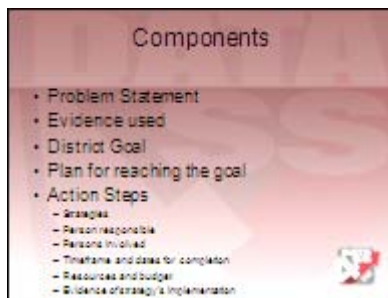 Components
• Problem Statement
• Evidence used
• District Goal
• Plan for reaching the goal
• Action Steps
– Strategies
– Person responsible
– Persons involved
– Timeframe and dates for completion
– Resources and budget
– Evidence of strategy's implementation